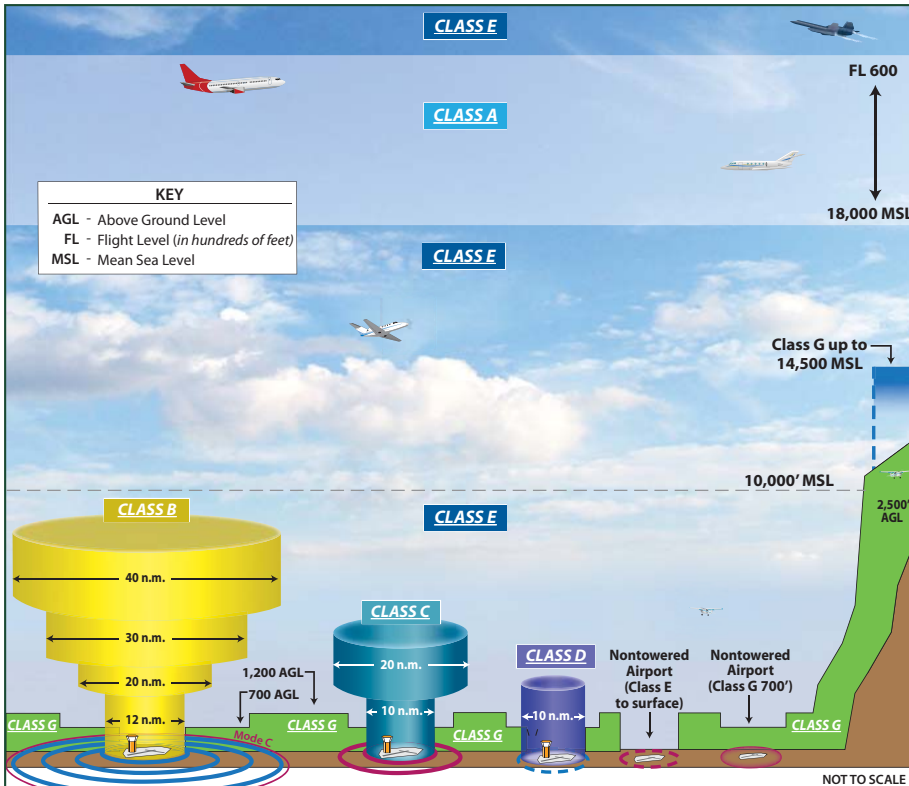 CLASS E
FL 600
CLASS A
18,000 MSL
KEY
AGL - Above Ground Level
FL - Flight Level (in hundreds of feet)
MSL - Mean Sea Level
CLASS E
Class G up to
14,500 MSL
10,000’ MSL
2,500’
AGL
CLASS B
CLASS E
40 n.m.
30 n.m.
20 n.m.
12 n.m.
1,200 AGL
700 AGL
CLASS G
Mode C
CLASS G
CLASS C
20 n.m.
10 n.m.
CLASS G
CLASS D
10 n.m.
Nontowered
Airport
(Class E
to surface)
Nontowered
Airport
(Class G 700’)
CLASS G
NOT TO SCALE